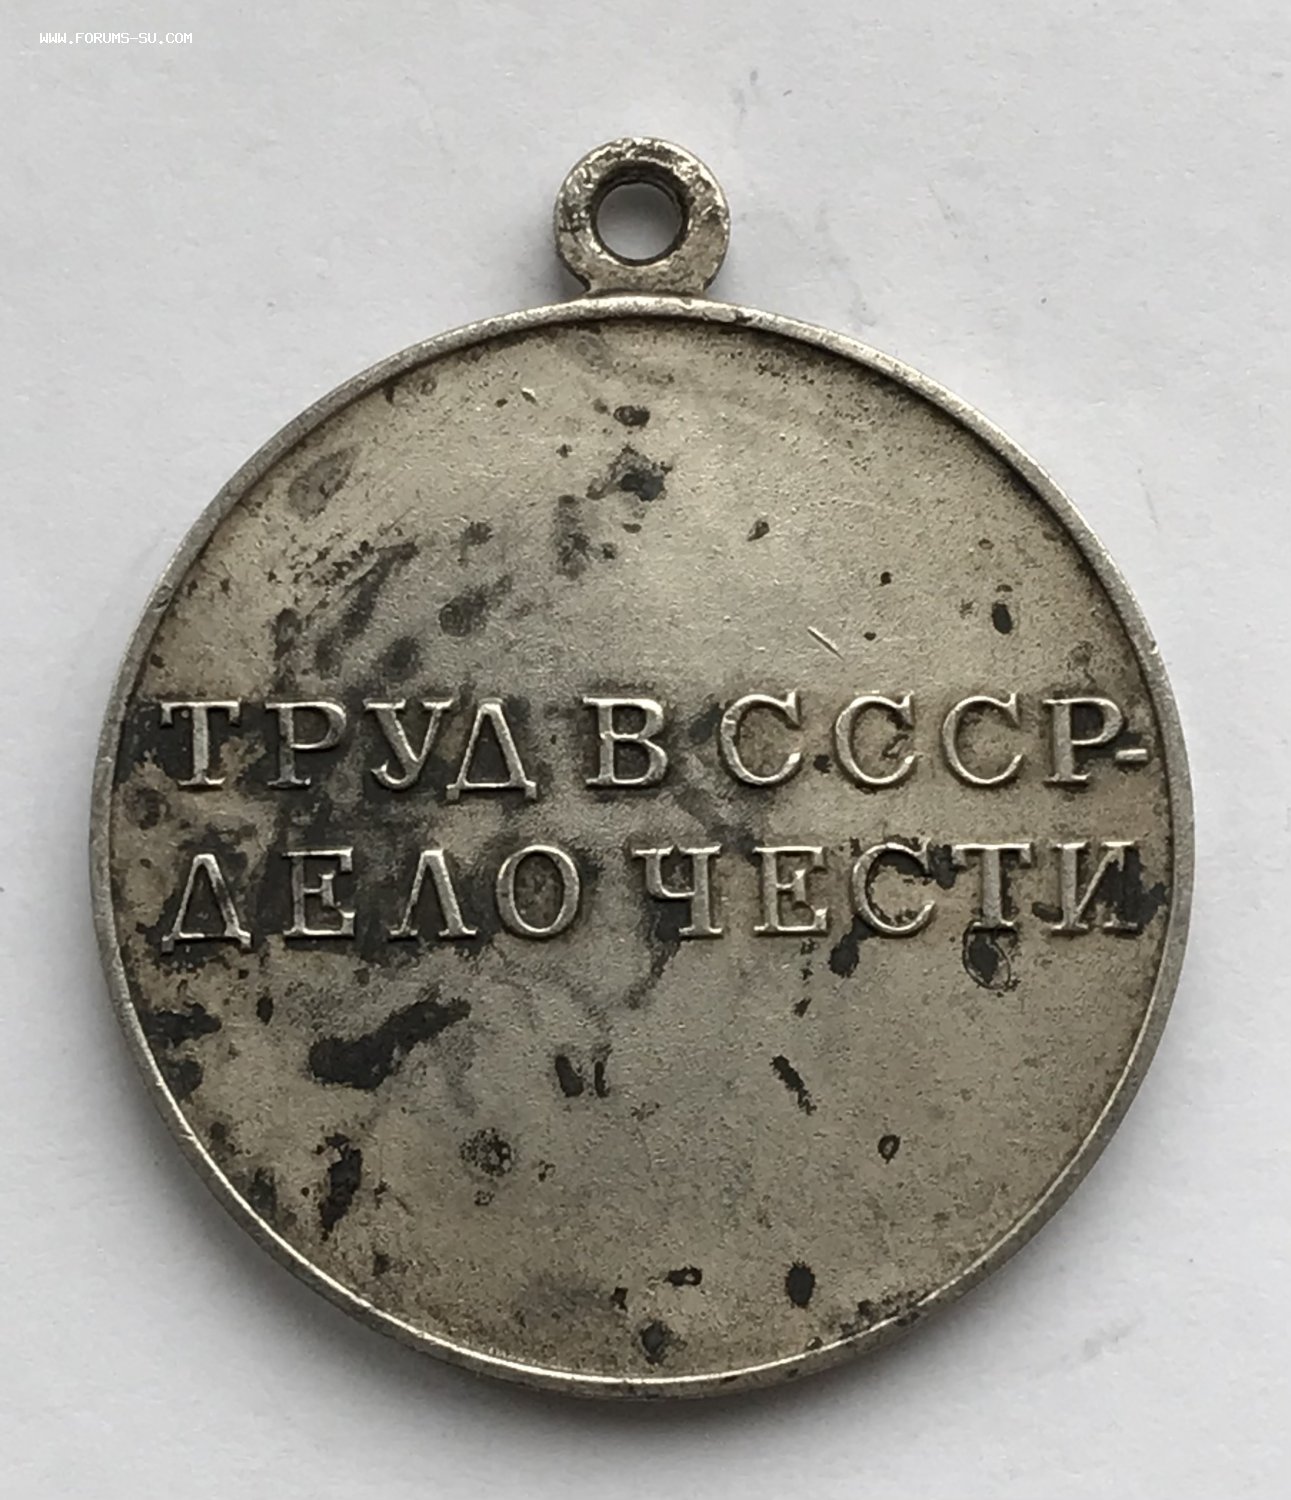 WWW.FORUMS-SU.COM
ТРУД В СССР-
ДЕЛО ЧЕСТИ